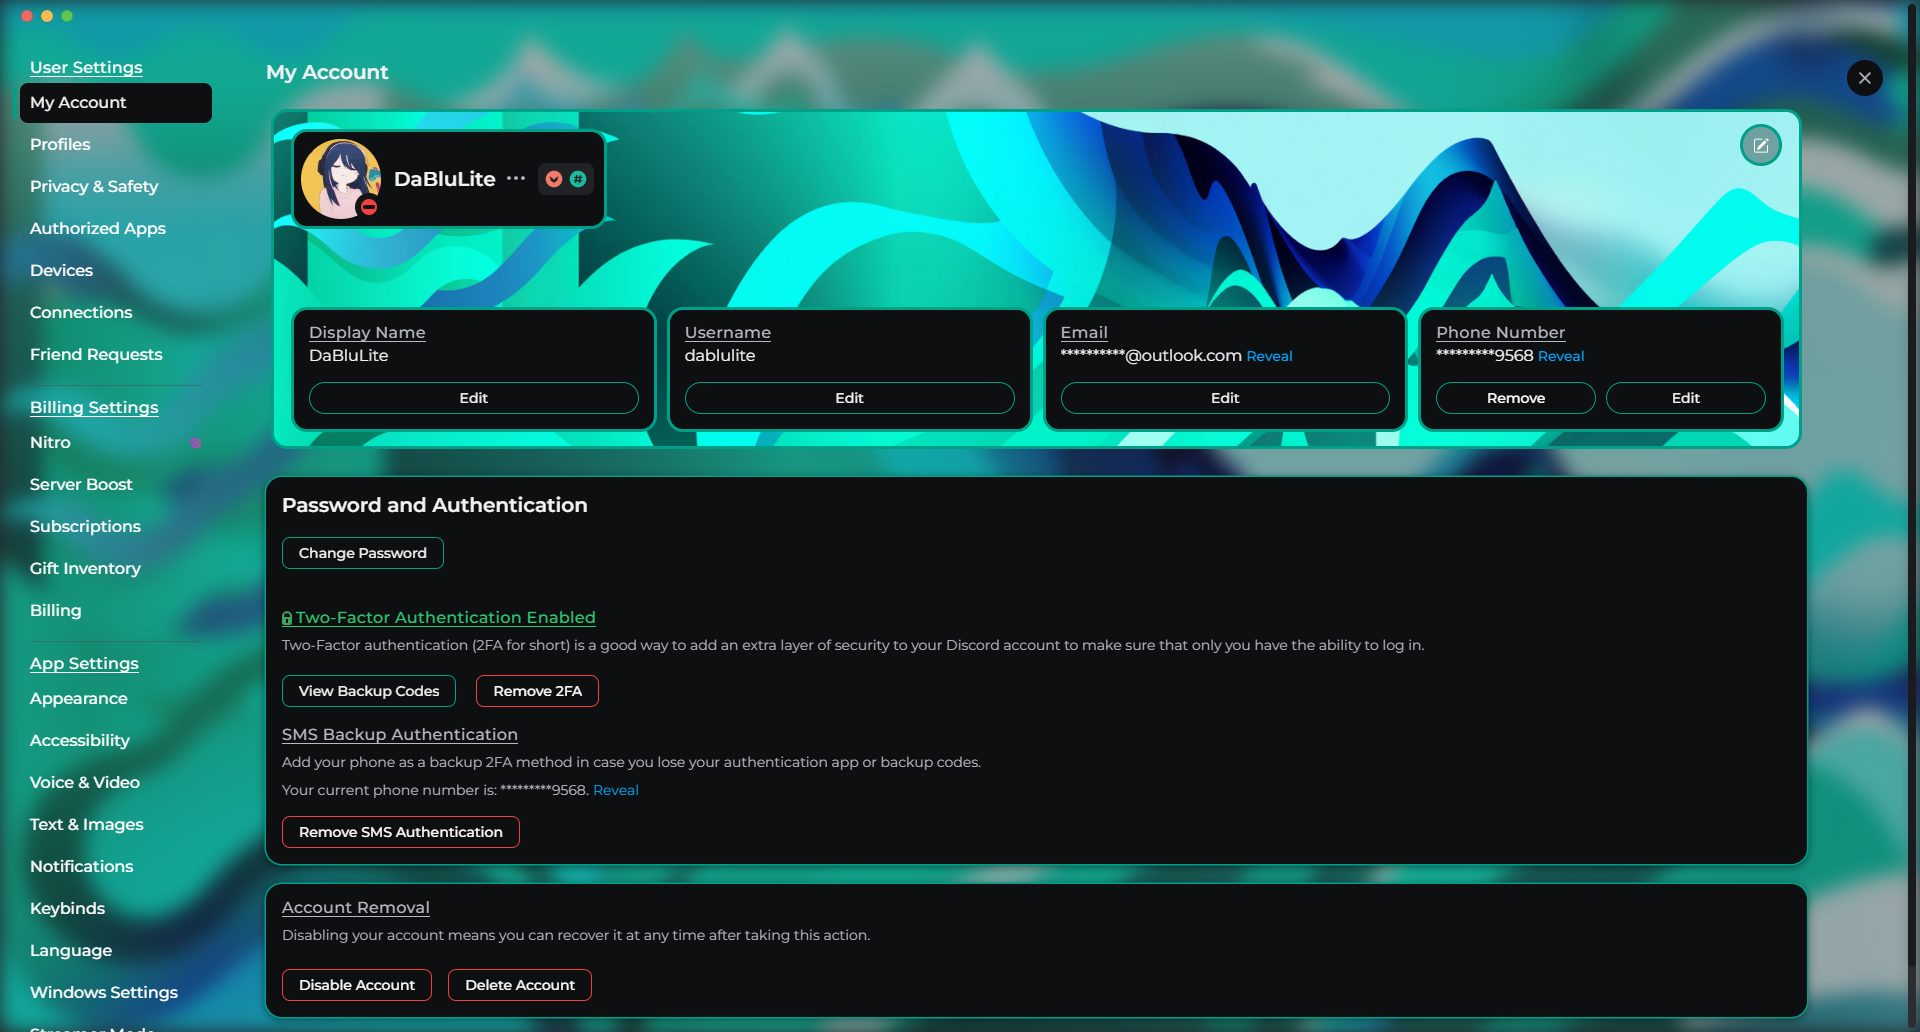 User Settings
My Account
Profiles
Privacy & Safety
Authorized Apps
Devices
Connections
Friend Requests
Billing Settings
Nitro
Server Boost
Subscriptions
Gift Inventory
Billing
App Settings
Appearance
Accessibility
Voice & Video
Text & Images
Notifications
Keybinds
Language
Windows Settings
Streamer Mode
My Account
DaBluLite
Display Name
DaBluLite
Edit
Username
dablulite
Edit
Email
**********@outlook.com Reveal
Edit
Phone Number
*********9568 Reveal
Remove Edit
Password and Authentication
Change Password
Two-Factor Authentication Enabled
Two-Factor authentication (2FA for short) is a good way to add an extra layer of security to your Discord account to make sure that only you have the ability to log in.
View Backup Codes Remove 2FA
SMS Backup Authentication
Add your phone as a backup 2FA method in case you lose your authentication app or backup codes.
Your current phone number is: *********9568. Reveal
Remove SMS Authentication
Account Removal
Disabling your account means you can recover it at any time after taking this action.
Disable Account Delete Account